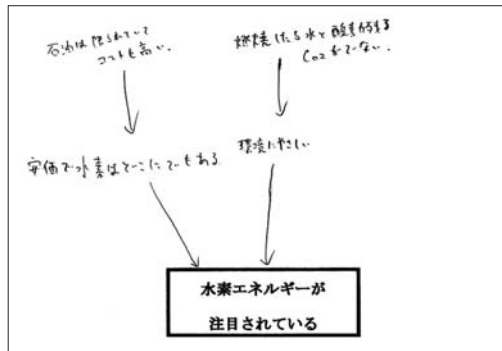 石油は限られていて
コストも高い.
燃焼したら水と酸素ができる
Co2がでない.
安価で水素はどこにでもある
環境にやさしい
水素エネルギーが
注目されている